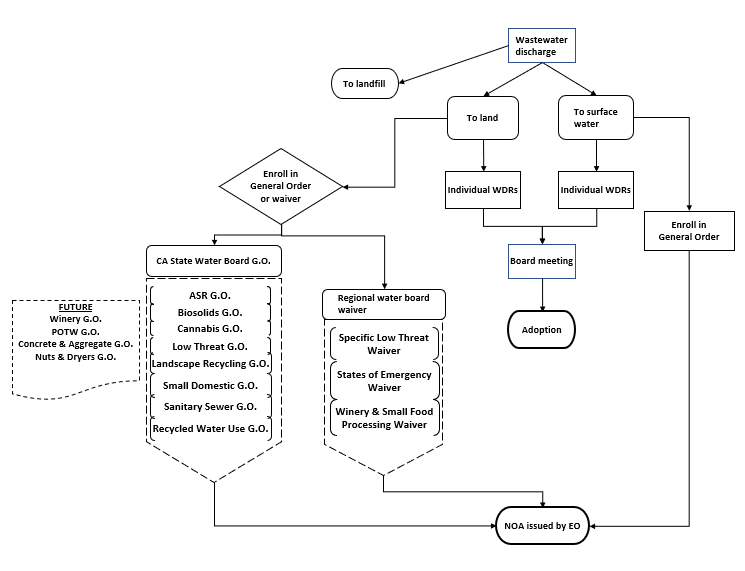 Wastewater
discharge
To landfill
To land
To surface
water
Enroll in
General Order
or waiver
Individual WDRs
Individual WDRs
Enroll in
General Order
CA State Water Board G.O.
Board meeting
ASR G.O.
Biosolids G.O.
Cannabis G.O.
Low Threat G.O.
Landscape Recycling G.O.
Small Domestic G.O.
Sanitary Sewer G.O.
Recycled Water Use G.O.
Regional water board
waiver
Specific Low Threat
Waiver
States of Emergency
Waiver
Winery & Small Food
Processing Waiver
FUTURE
Winery G.O.
POTW G.O.
Concrete & Aggregate G.O.
Nuts & Dryers G.O.
Adoption
NOA issued by EO